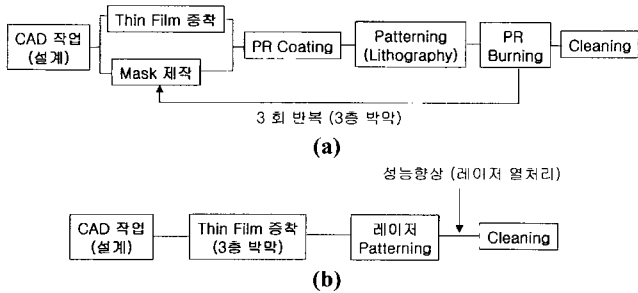 Thin Film 증착
CAD 작업
(설계)
Mask 제작
PR Coating
Patterning
(Lithography)
PR
Burning
Cleaning
3 회 반복 (3층 박막)
(a)
성능향상 (레이저 열처리)
CAD 작업
(설계)
Thin Film 증착
(3층 박막)
레이저
Patterning
Cleaning
(b)